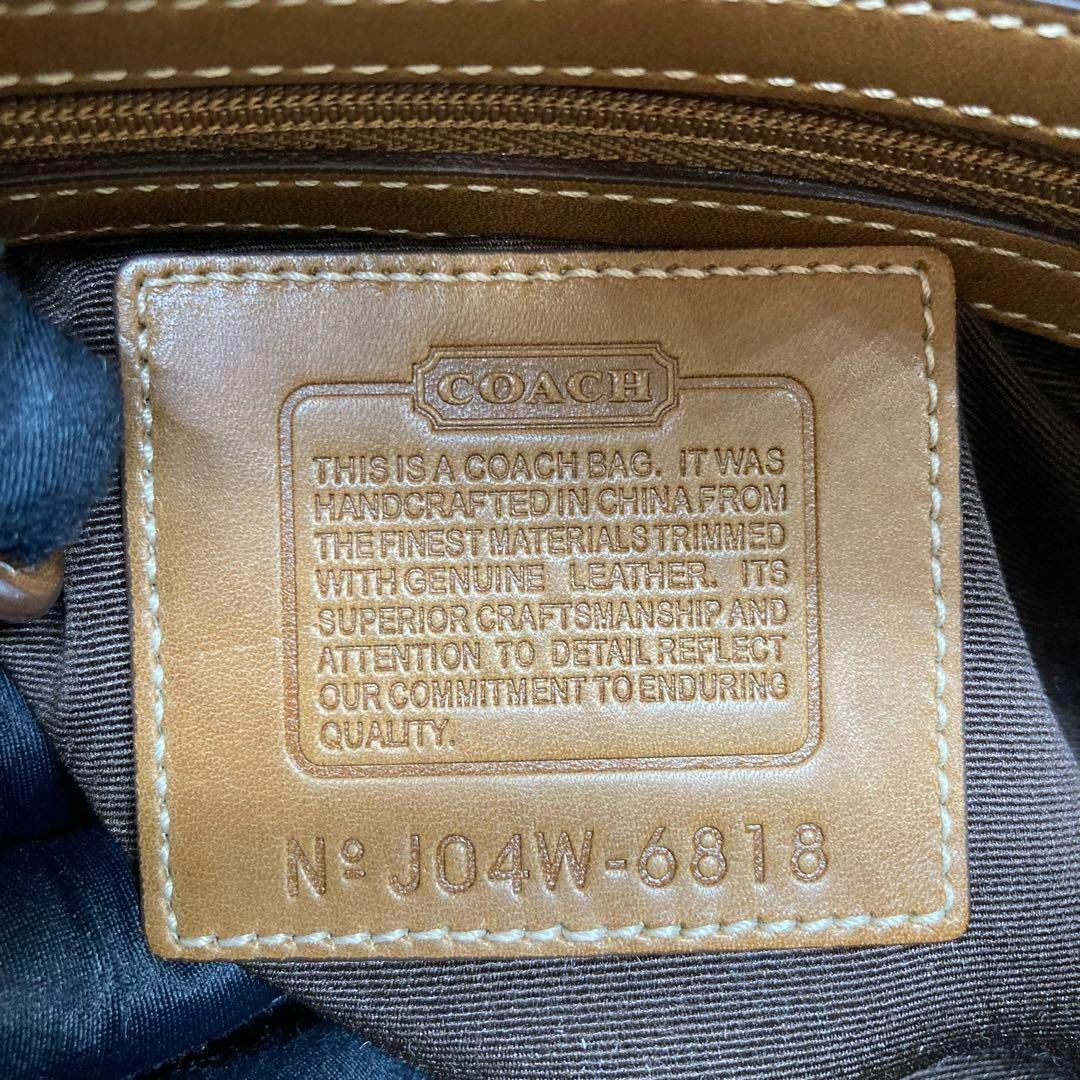 COACH
THIS IS A COACH BAG. IT WAS
HANDCRAFTED IN CHINA FROM
THE FINEST MATERIALS TRIMMED
WITH GENUINE LEATHER. ITS
SUPERIOR CRAFTSMANSHIP AND
ATTENTION TO DETAIL REFLECT
OUR COMMITMENT TO ENDURING
QUALITY.
Nº J04W-6818